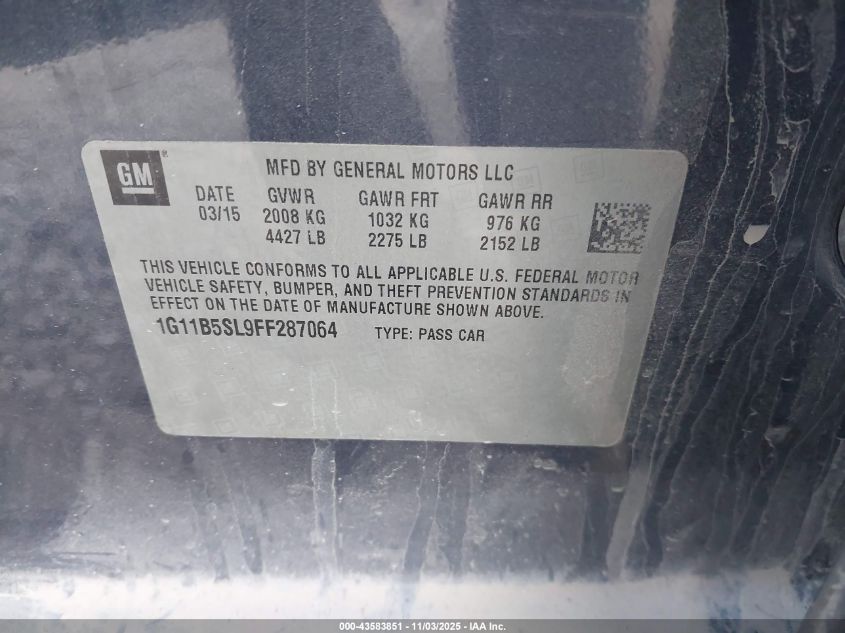 GM ®
MFD BY GENERAL MOTORS LLC
DATE GVWR GAWR FRT GAWR RR
03/15 2008 KG 1032 KG 976 KG
4427 LB 2275 LB 2152 LB
THIS VEHICLE CONFORMS TO ALL APPLICABLE U.S. FEDERAL MOTOR
VEHICLE SAFETY, BUMPER, AND THEFT PREVENTION STANDARDS IN
EFFECT ON THE DATE OF MANUFACTURE SHOWN ABOVE.
1G11B5SL9FF287064 TYPE: PASS CAR
000-43583851 - 11/03/2025 - IAA Inc.